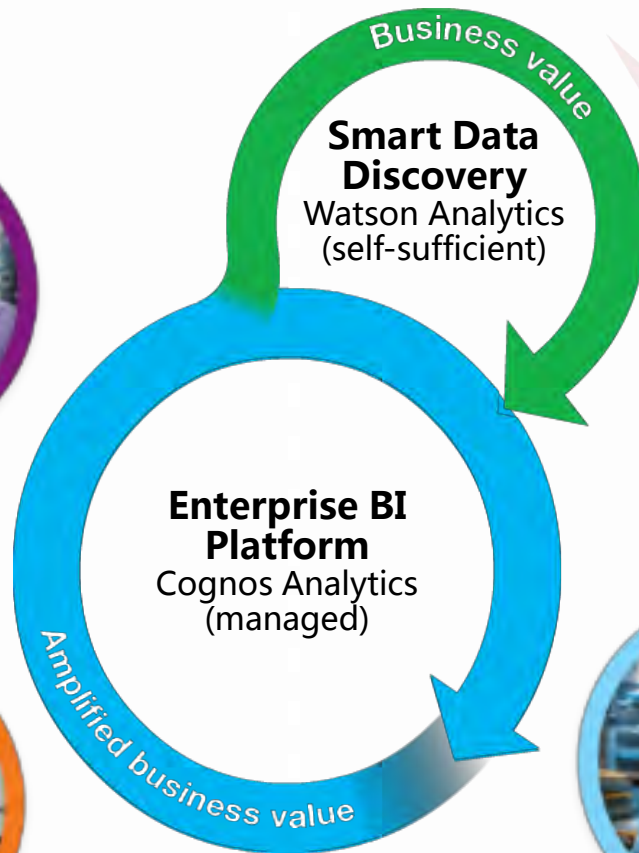 Business value
Smart Data
Discovery
Watson Analytics
(self-sufficient)
Enterprise BI
Platform
Cognos Analytics
(managed)
Amplified business value